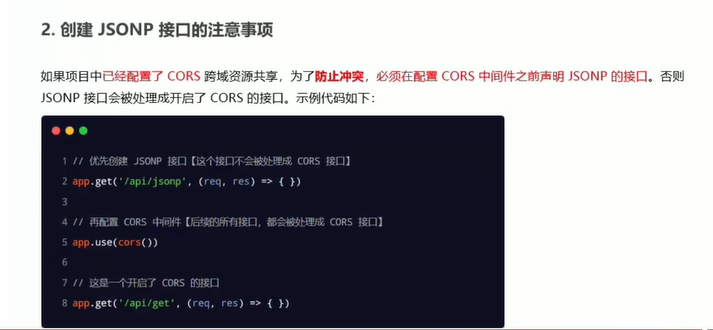 2. 创建 JSONP 接口的注意事项
如果项目中已经配置了 CORS 跨域资源共享，为了防止冲突，必须在配置 CORS 中间件之前声明 JSONP 的接口。否则
JSONP 接口会被处理成开启了 CORS 的接口。示例代码如下：
1 // 优先创建 JSONP 接口【这个接口不会被处理成 CORS 接口】
2 app.get('/api/jsonp', (req, res) => { })
3
4 // 再配置 CORS 中间件【后续的所有接口，都会被处理成 CORS 接口】
5 app.use(cors())
6
7 // 这是一个开启了 CORS 的接口
8 app.get('/api/get', (req, res) => { })